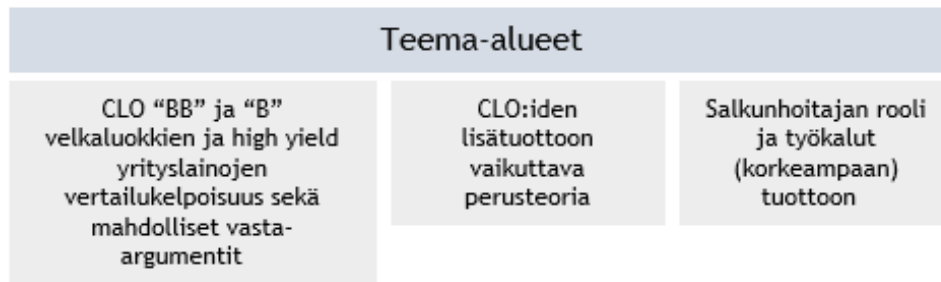 Teema-alueet
CLO “BB” ja “B”
velkaluokkien ja high yield
yrityslainojen
vertailukelpoisuus sekä
mahdolliset vasta-
argumentit
CLO:iden
lisätuottoon
vaikuttava
perusteoria
Salkunhoitajan rooli
ja työkalut
(korkeampaan)
tuottoon